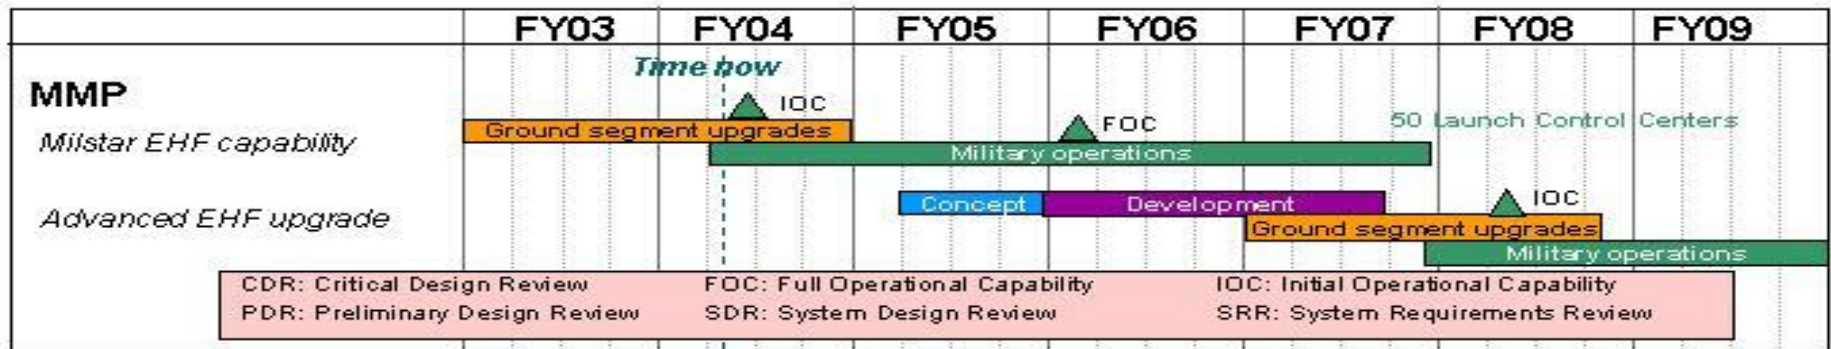 FY03 FY04 FY05 FY06 FY07 FY08 FY09
Time now
MMP
IOC
FOC
50 Launch Control Centers
Milstar EHF capability
Ground segment upgrades
Military operations
Advanced EHF upgrade
Concept Development
IOC
Ground segment upgrades
Military operations
CDR: Critical Design Review FOC: Full Operational Capability IOC: Initial Operational Capability
PDR: Preliminary Design Review SDR: System Design Review SRR: System Requirements Review